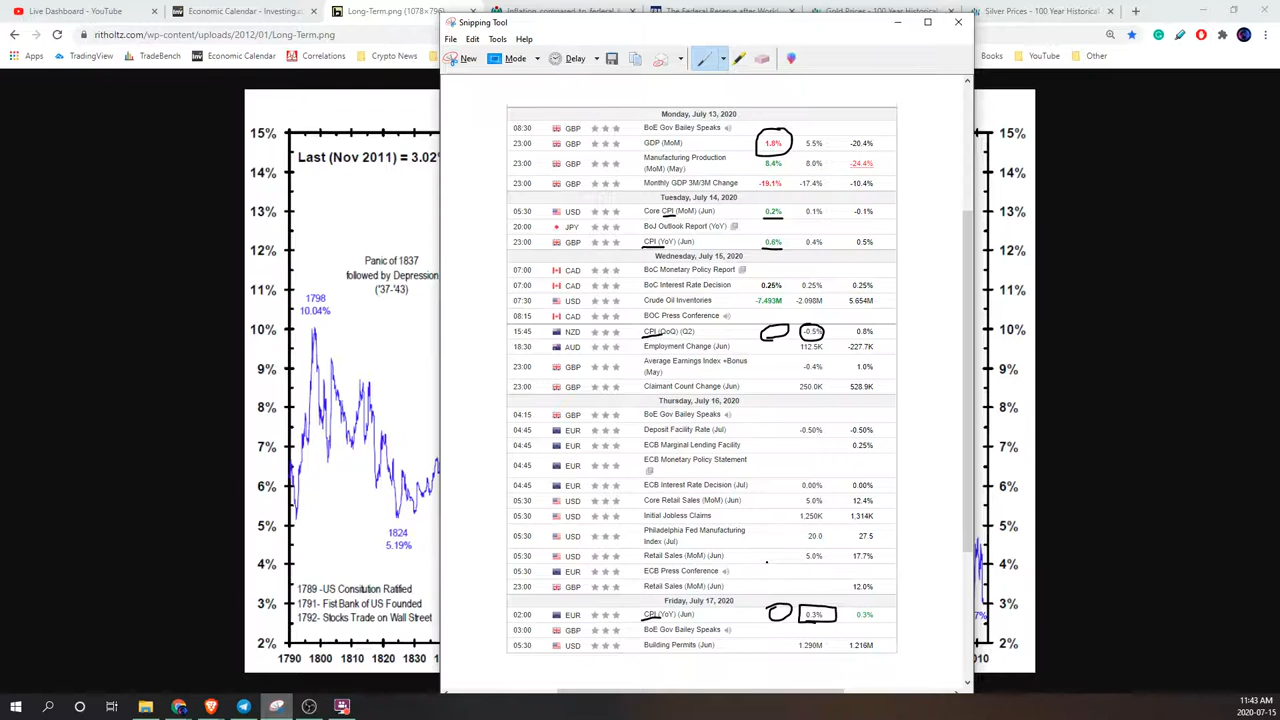 Live Dashboard - YouTube
Economic Calendar - Investing.co
Long-Term.png (1078×796)
Inflation compared to federal
The Federal Reserve after World
Gold Prices - 100 Year Historica
Silver Prices - 100 Year Historical
ritholtz.com/wp-content/uploads/2012/01/Long-Term.png
YouTube TradingView TradeBench Economic Calendar Correlations Crypto News
Books YouTube Other
Snipping Tool
File Edit Tools Help
New Mode Delay
15%
14%
13%
12%
11%
10%
9%
8%
7%
6%
5%
4%
3%
2%
Last (Nov 2011) = 3.02%
Panic of 1837
followed by Depression
('37-'43)
1798
10.04%
1824
5.19%
1789 -US Consitution Ratified
1791- Fist Bank of US Founded
1792- Stocks Trade on Wall Street
1790 1800 1810 1820 1830
Monday, July 13, 2020
08:30 GBP BoE Gov Bailey Speaks
23:00 GBP GDP (MoM) 1.8% 5.5% -20.4%
23:00 GBP Manufacturing Production (MoM) (May) 8.4% 8.0% -24.4%
23:00 GBP Monthly GDP 3M/3M Change -19.1% -17.4% -10.4%
Tuesday, July 14, 2020
05:30 USD Core CPI (MoM) (Jun) 0.2% 0.1% -0.1%
20:00 JPY BoJ Outlook Report (YoY)
23:00 GBP CPI (YoY) (Jun) 0.6% 0.4% 0.5%
Wednesday, July 15, 2020
07:00 CAD BoC Monetary Policy Report
07:00 CAD BoC Interest Rate Decision 0.25% 0.25% 0.25%
07:30 USD Crude Oil Inventories -7.493M -2.098M 5.654M
08:15 CAD BOC Press Conference
15:45 NZD CPI (QoQ) (Q2) -0.5% 0.8%
18:30 AUD Employment Change (Jun) 112.5K -227.7K
23:00 GBP Average Earnings Index +Bonus (May) -0.4% 1.0%
23:00 GBP Claimant Count Change (Jun) 250.0K 528.9K
Thursday, July 16, 2020
04:15 GBP BoE Gov Bailey Speaks
04:45 EUR Deposit Facility Rate (Jul) -0.50% -0.50%
04:45 EUR ECB Marginal Lending Facility 0.25%
04:45 EUR ECB Monetary Policy Statement
04:45 EUR ECB Interest Rate Decision (Jul) 0.00% 0.00%
05:30 USD Core Retail Sales (MoM) (Jun) 5.0% 12.4%
05:30 USD Initial Jobless Claims 1,250K 1,314K
05:30 USD Philadelphia Fed Manufacturing Index (Jul) 20.0 27.5
05:30 USD Retail Sales (MoM) (Jun) 5.0% 17.7%
05:30 EUR ECB Press Conference
23:00 GBP Retail Sales (MoM) (Jun) 12.0%
Friday, July 17, 2020
02:00 EUR CPI (YoY) (Jun) 0.3% 0.3%
03:00 GBP BoE Gov Bailey Speaks
05:30 USD Building Permits (Jun) 1.290M 1.216M
15%
14%
13%
12%
11%
10%
9%
8%
7%
6%
5%
4%
3%
2%
11:43 AM
2020-07-15